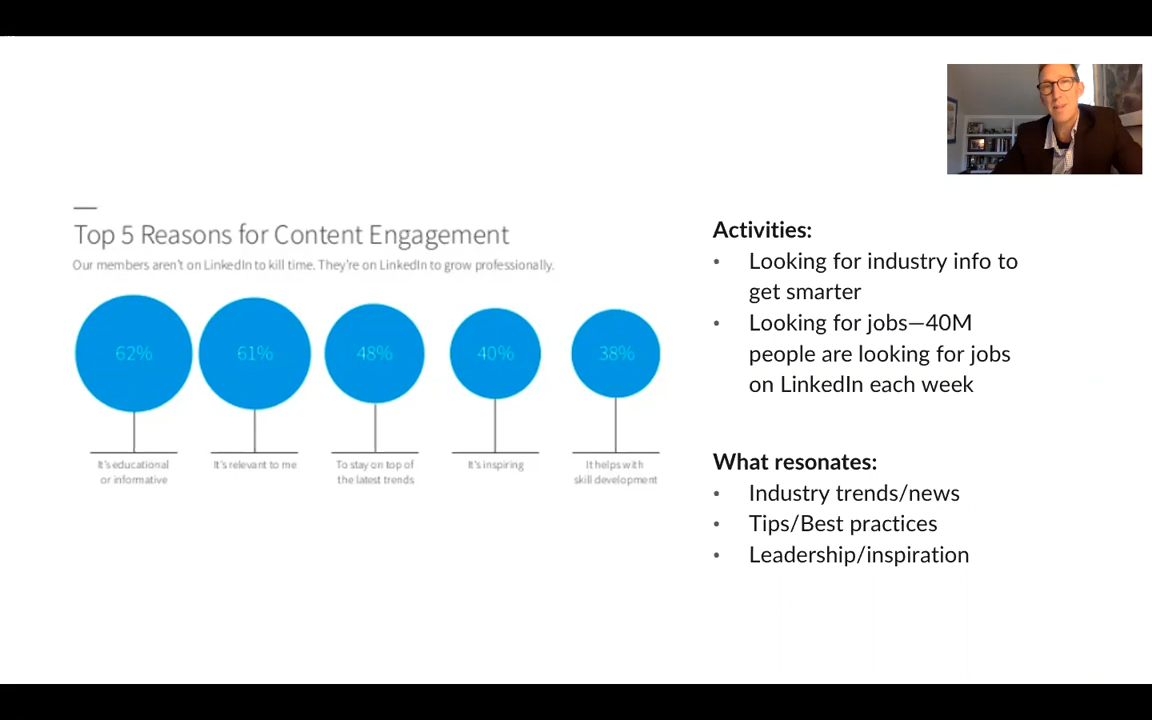 Top 5 Reasons for Content Engagement
Our members aren't on LinkedIn to kill time. They're on LinkedIn to grow professionally.
62%
61%
48%
40%
38%
It's educational
or informative
It's relevant to me
To stay on top of
the latest trends
It's inspiring
It helps with
skill development
Activities:
• Looking for industry info to
get smarter
• Looking for jobs—40M
people are looking for jobs
on LinkedIn each week
What resonates:
• Industry trends/news
• Tips/Best practices
• Leadership/inspiration